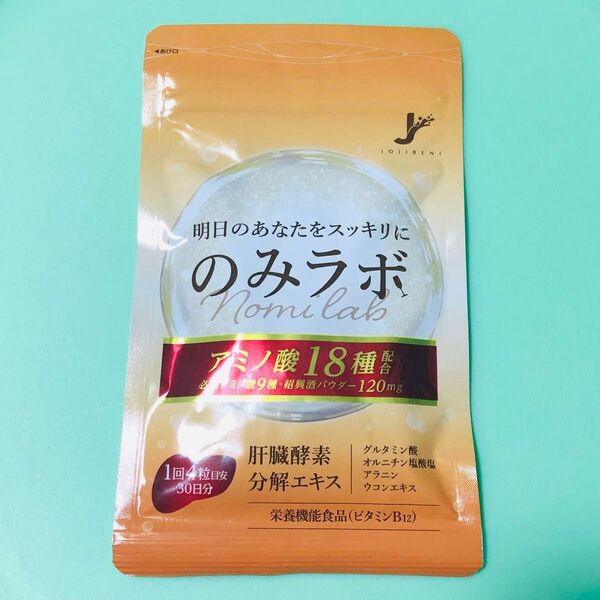 ◀あけ口
JOJIBENI
明日のあなたをスッキリに
のみラボ
nomi lab
アミノ酸18種配合
必須アミノ酸9種・紹興酒パウダー120mg
1回4粒目安
30日分
肝臓酵素
分解エキス
グルタミン酸
オルニチン塩酸塩
アラニン
ウコンエキス
栄養機能食品(ビタミンB12)